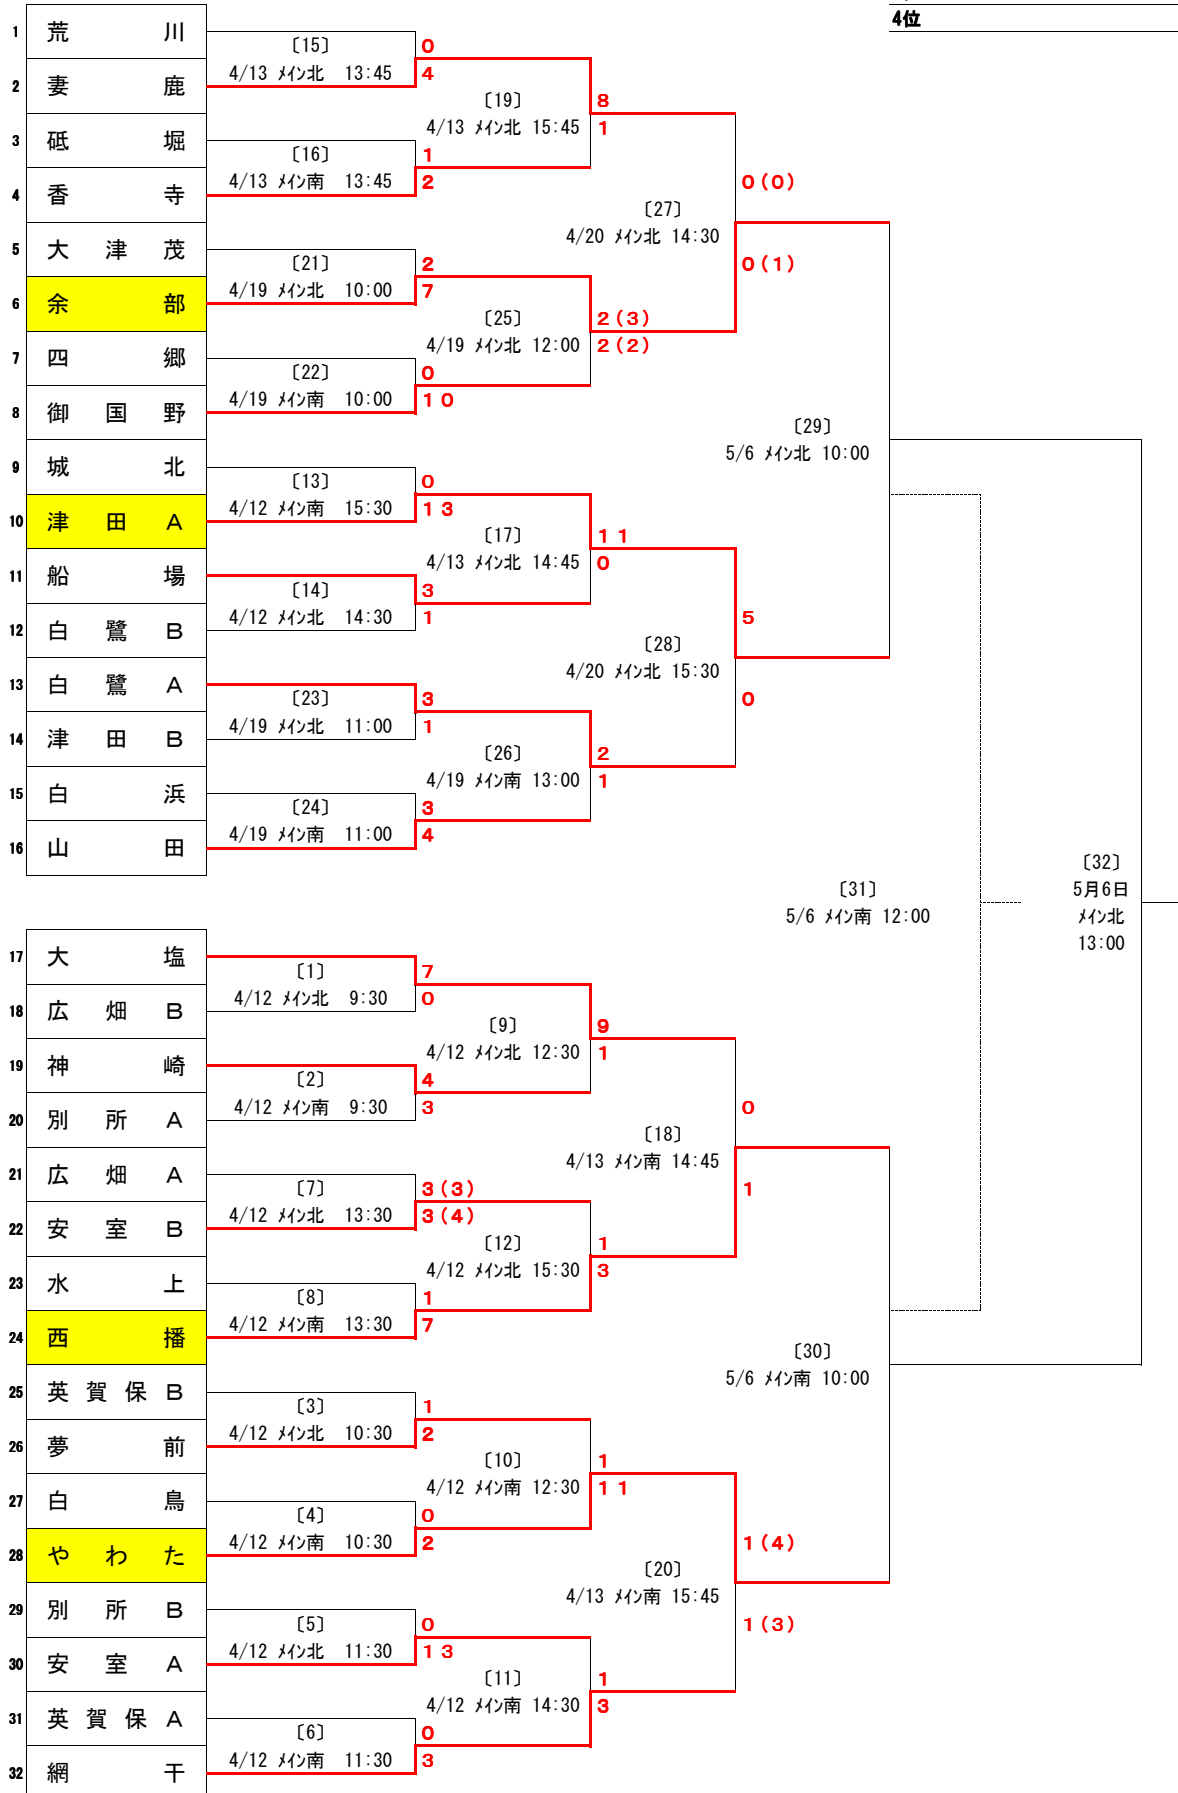 4位
1 荒川
〔15〕 0
2 妻鹿 4/13 メイン北 13:45 4
〔19〕 8
4/13 メイン北 15:45 1
3 砥堀
〔16〕 1
4 香寺 4/13 メイン南 13:45 2
0(0)
〔27〕
4/20 メイン北 14:30
0(1)
5 大津茂
〔21〕 2
6 余部 4/19 メイン北 10:00 7
〔25〕 2(3)
4/19 メイン北 12:00 2(2)
7 四郷
〔22〕 0
8 御国野 4/19 メイン南 10:00 10
〔29〕
5/6 メイン北 10:00
9 城北
〔13〕 0
10 津田A 4/12 メイン南 15:30 13
〔17〕 11
4/13 メイン北 14:45 0
11 船場
〔14〕 3
4/12 メイン北 14:30 1
12 白鷺B
5
〔28〕
4/20 メイン北 15:30
0
13 白鷺A
〔23〕 3
4/19 メイン北 11:00 1
14 津田B
〔26〕 2
4/19 メイン南 13:00 1
15 白浜
〔24〕 3
16 山田 4/19 メイン南 11:00 4
〔31〕
5/6 メイン南 12:00
〔32〕
5月6日
メイン北
13:00
17 大塩
〔1〕 7
4/12 メイン北 9:30 0
18 広畑B
〔9〕 9
4/12 メイン北 12:30 1
19 神崎
〔2〕 4
4/12 メイン南 9:30 3
20 別所A
0
〔18〕
4/13 メイン南 14:45
1
21 広畑A
〔7〕 3(3)
22 安室B 4/12 メイン北 13:30 3(4)
〔12〕 1
4/12 メイン北 15:30 3
23 水上
〔8〕 1
24 西播 4/12 メイン南 13:30 7
〔30〕
5/6 メイン南 10:00
25 英賀保B
〔3〕 1
26 夢前 4/12 メイン北 10:30 2
〔10〕 1
4/12 メイン南 12:30 11
27 白鳥
〔4〕 0
28 やわた 4/12 メイン南 10:30 2
1(4)
〔20〕
4/13 メイン南 15:45
1(3)
29 別所B
〔5〕 0
30 安室A 4/12 メイン北 11:30 13
〔11〕 1
4/12 メイン南 14:30 3
31 英賀保A
〔6〕 0
32 網干 4/12 メイン南 11:30 3